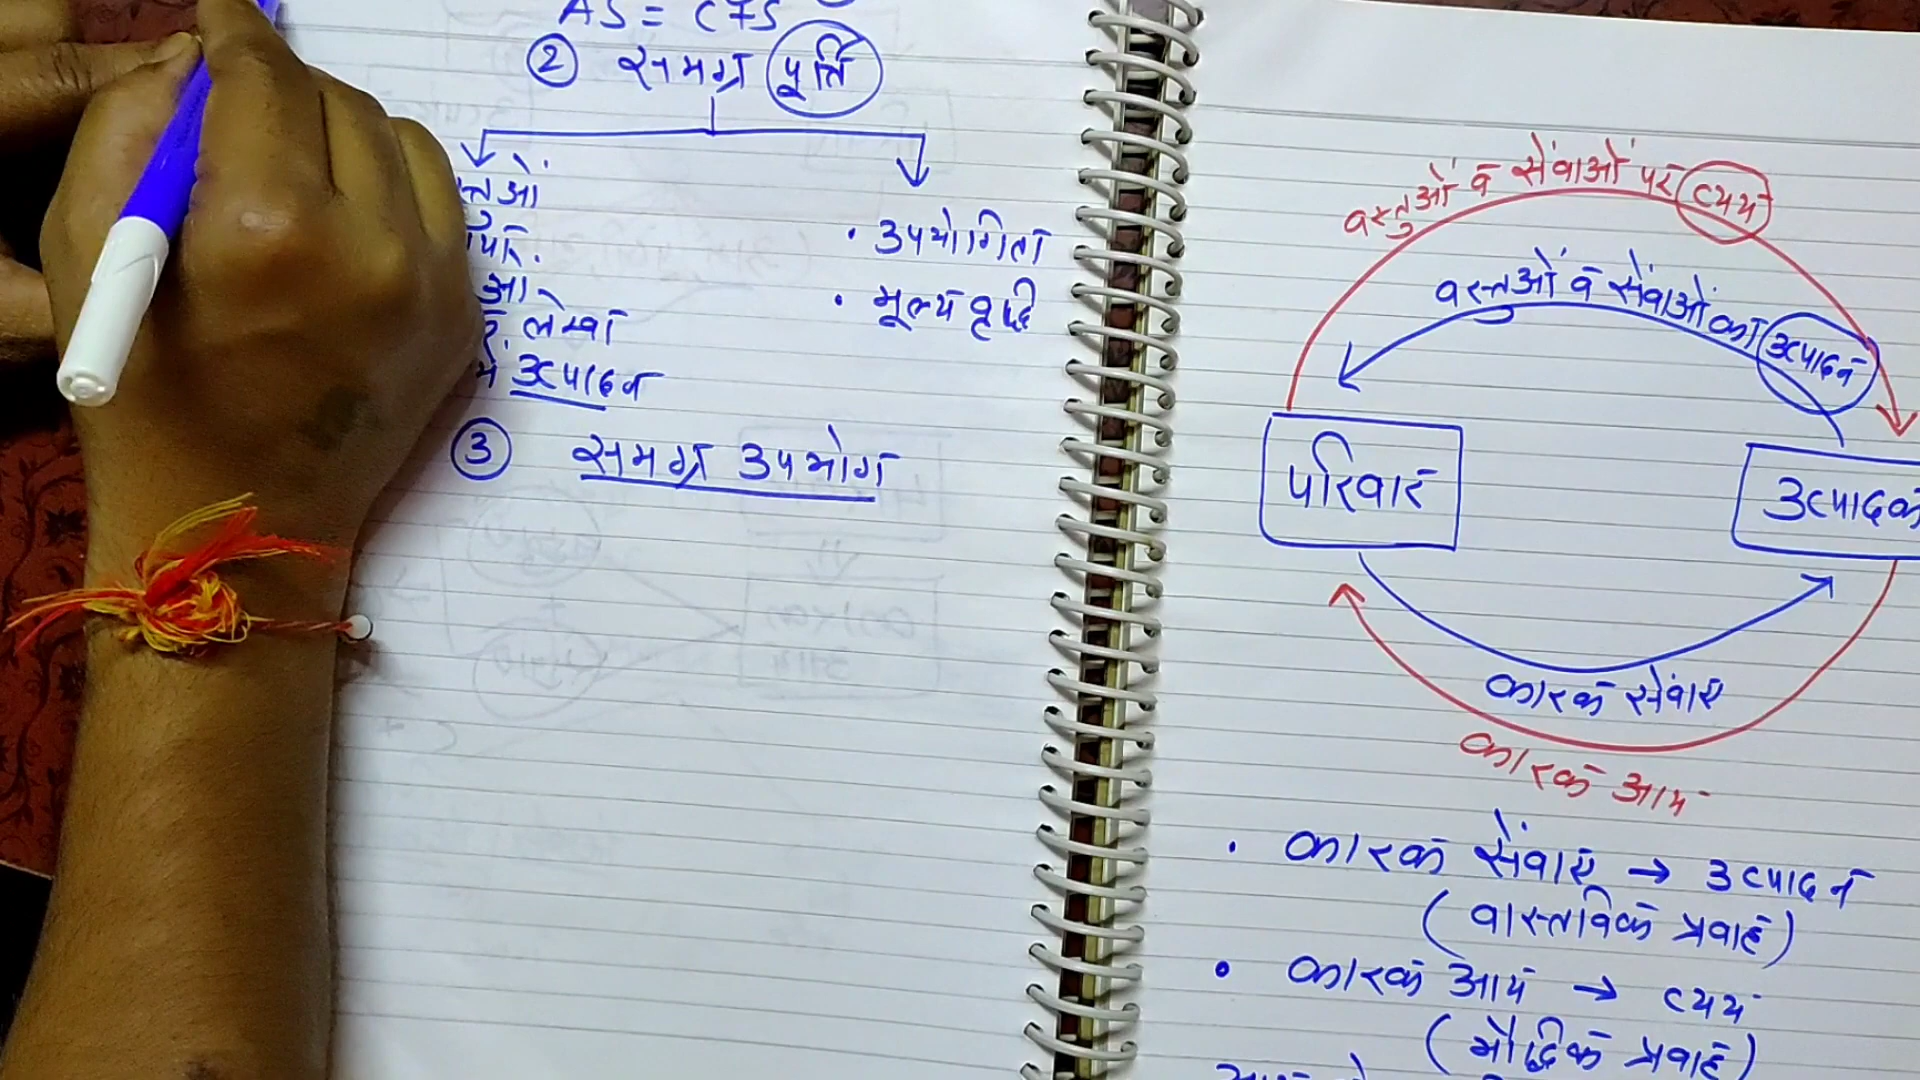 AS = C+S
② समग्र पूर्ति
उपयोगिता
मूल्य वृद्धि
लेखा
उत्पादन
③ समग्र उपभोग
वस्तुओं व सेवाओं पर व्यय
वस्तुओं व सेवाओं का उत्पादन
परिवार
उत्पादक
कारक सेवाएं
कारक आय
• कारक सेवाएं → उत्पादन
(वास्तविक प्रवाह)
• कारक आय → व्यय
(मौद्रिक प्रवाह)